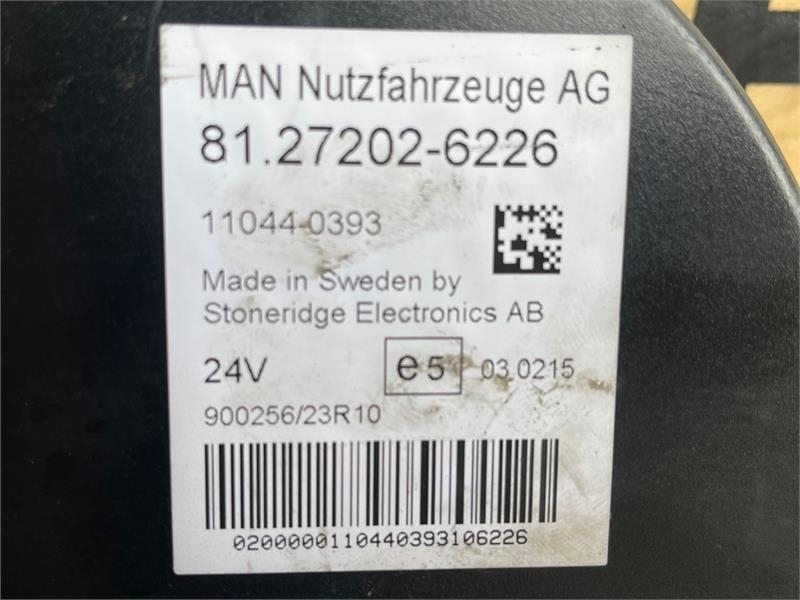 MAN Nutzfahrzeuge AG
81.27202-6226
11044-0393
Made in Sweden by
Stoneridge Electronics AB
24V e5 03 0215
900256/23R10
0200000110440393106226